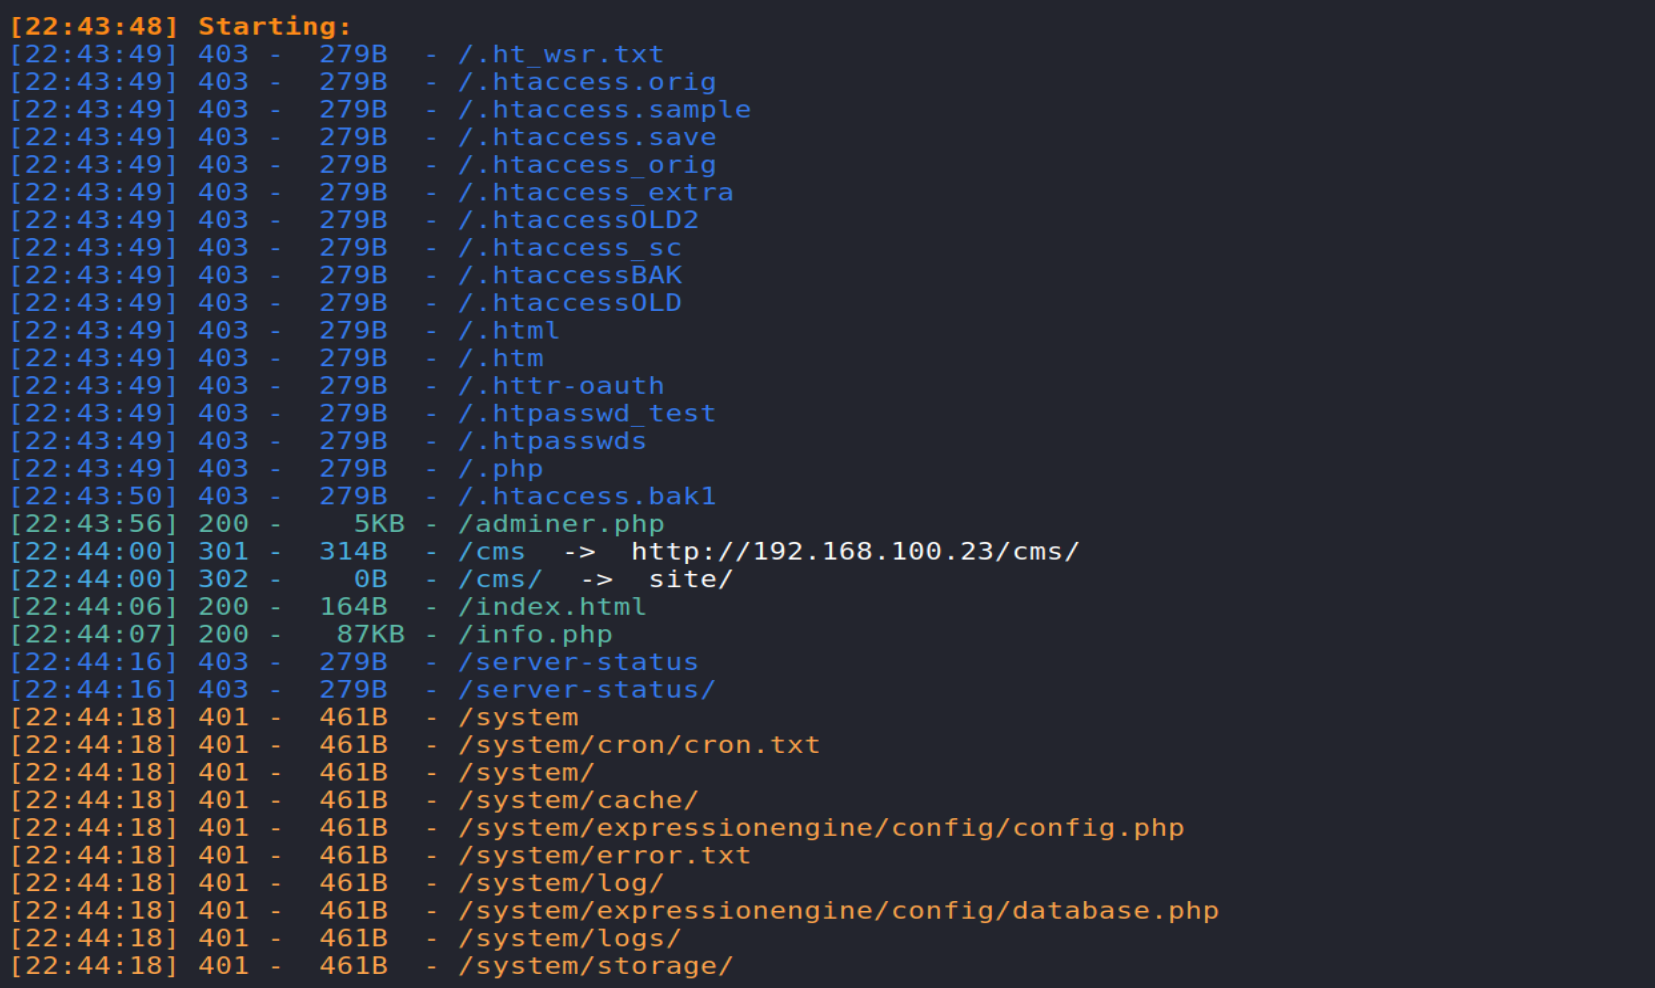 [22:43:48] Starting:
[22:43:49] 403 -  279B  - /.ht_wsr.txt
[22:43:49] 403 -  279B  - /.htaccess.orig
[22:43:49] 403 -  279B  - /.htaccess.sample
[22:43:49] 403 -  279B  - /.htaccess.save
[22:43:49] 403 -  279B  - /.htaccess_orig
[22:43:49] 403 -  279B  - /.htaccess_extra
[22:43:49] 403 -  279B  - /.htaccessOLD2
[22:43:49] 403 -  279B  - /.htaccess_sc
[22:43:49] 403 -  279B  - /.htaccessBAK
[22:43:49] 403 -  279B  - /.htaccessOLD
[22:43:49] 403 -  279B  - /.html
[22:43:49] 403 -  279B  - /.htm
[22:43:49] 403 -  279B  - /.httr-oauth
[22:43:49] 403 -  279B  - /.htpasswd_test
[22:43:49] 403 -  279B  - /.htpasswds
[22:43:49] 403 -  279B  - /.php
[22:43:50] 403 -  279B  - /.htaccess.bak1
[22:43:56] 200 -    5KB - /adminer.php
[22:44:00] 301 -  314B  - /cms  ->  http://192.168.100.23/cms/
[22:44:00] 302 -    0B  - /cms/  ->  site/
[22:44:06] 200 -  164B  - /index.html
[22:44:07] 200 -   87KB - /info.php
[22:44:16] 403 -  279B  - /server-status
[22:44:16] 403 -  279B  - /server-status/
[22:44:18] 401 -  461B  - /system
[22:44:18] 401 -  461B  - /system/cron/cron.txt
[22:44:18] 401 -  461B  - /system/
[22:44:18] 401 -  461B  - /system/cache/
[22:44:18] 401 -  461B  - /system/expressionengine/config/config.php
[22:44:18] 401 -  461B  - /system/error.txt
[22:44:18] 401 -  461B  - /system/log/
[22:44:18] 401 -  461B  - /system/expressionengine/config/database.php
[22:44:18] 401 -  461B  - /system/logs/
[22:44:18] 401 -  461B  - /system/storage/